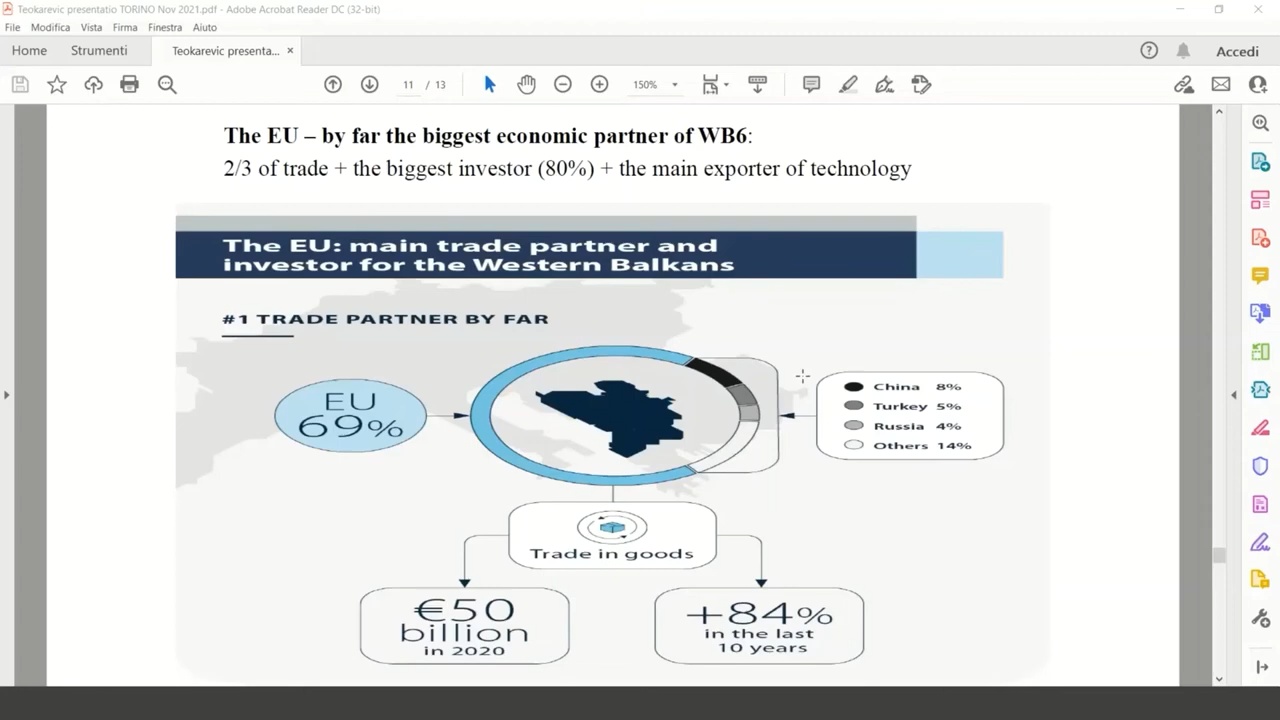 Teokarevic presentatio TORINO Nov 2021.pdf - Adobe Acrobat Reader DC (32-bit)
File Modifica Vista Firma Finestra Aiuto
Home Strumenti Teokarevic presenta... × Accedi
11 / 13 150%
The EU – by far the biggest economic partner of WB6:
2/3 of trade + the biggest investor (80%) + the main exporter of technology
The EU: main trade partner and
investor for the Western Balkans
#1 TRADE PARTNER BY FAR
EU
69%
China 8%
Turkey 5%
Russia 4%
Others 14%
Trade in goods
€50
billion
in 2020
+84%
in the last
10 years